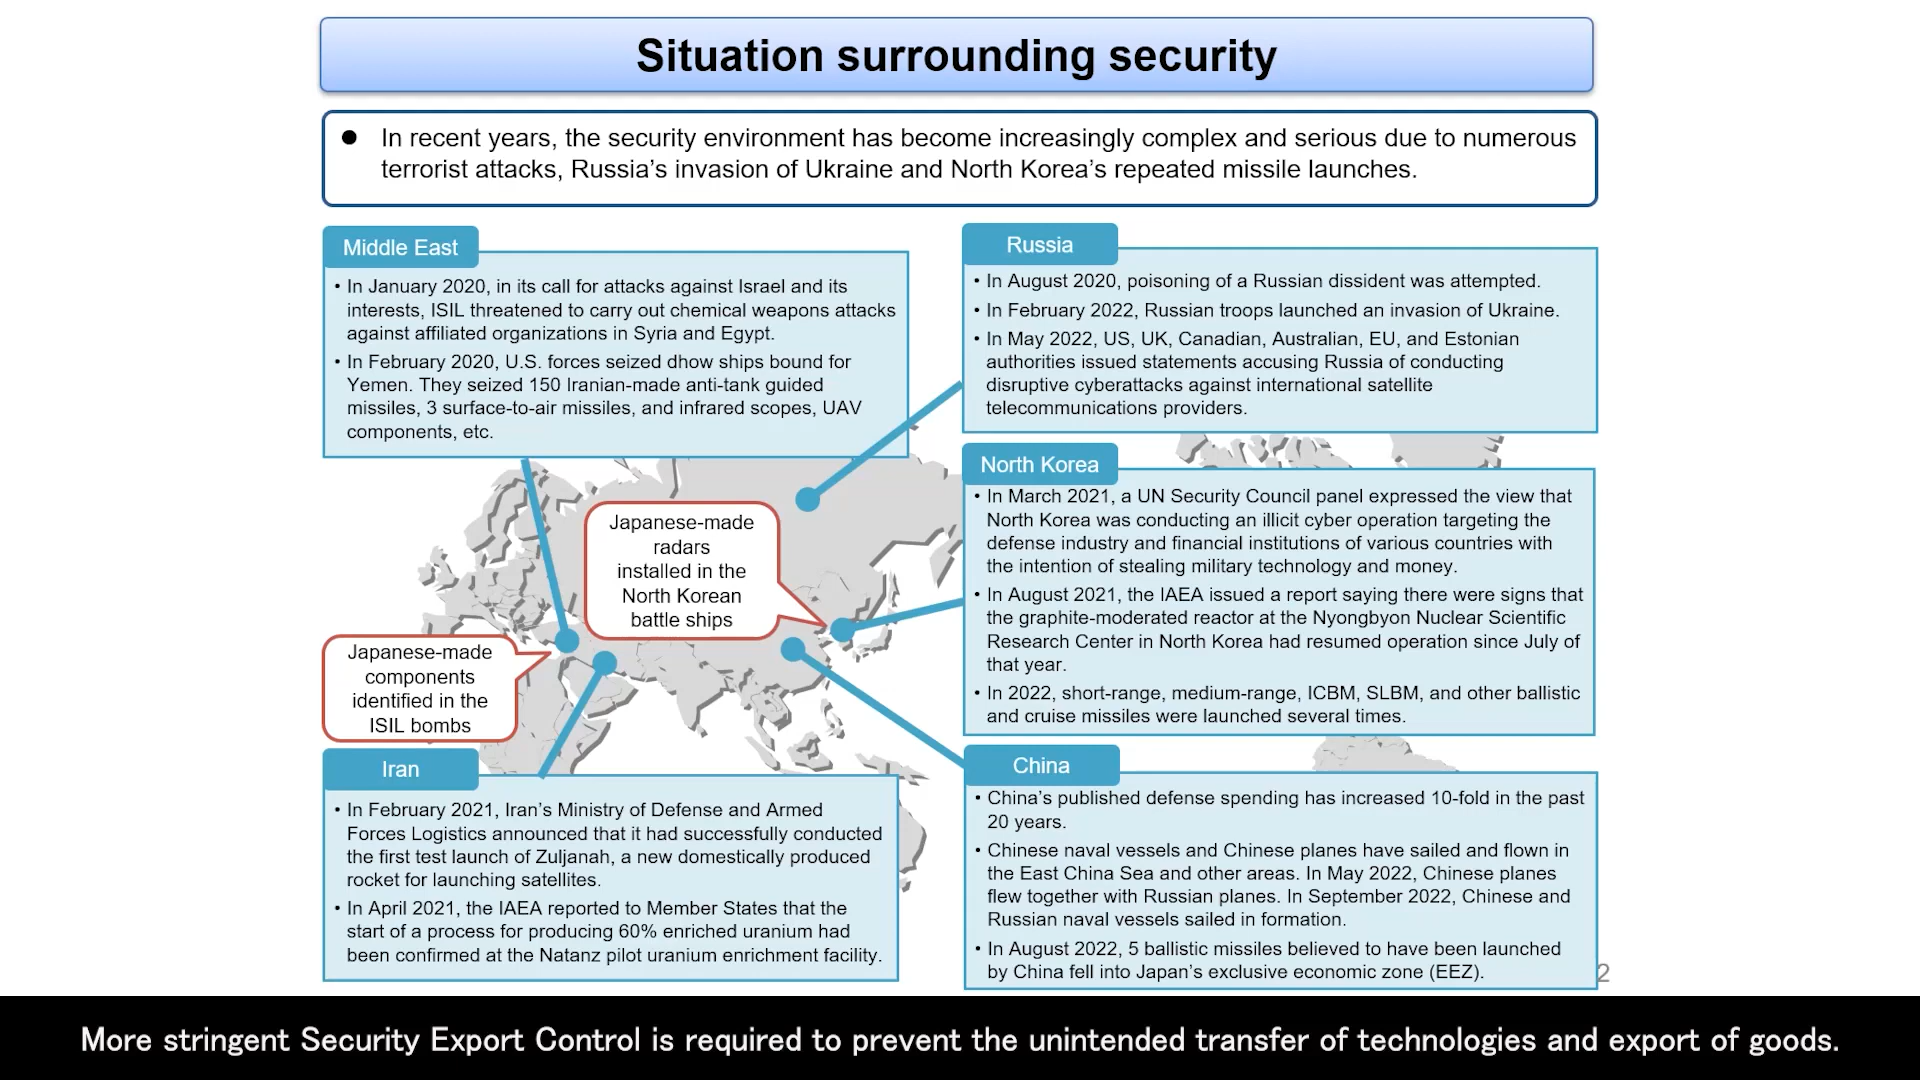 Situation surrounding security
● In recent years, the security environment has become increasingly complex and serious due to numerous
terrorist attacks, Russia’s invasion of Ukraine and North Korea’s repeated missile launches.
Middle East
• In January 2020, in its call for attacks against Israel and its
interests, ISIL threatened to carry out chemical weapons attacks
against affiliated organizations in Syria and Egypt.
• In February 2020, U.S. forces seized dhow ships bound for
Yemen. They seized 150 Iranian-made anti-tank guided
missiles, 3 surface-to-air missiles, and infrared scopes, UAV
components, etc.
Russia
• In August 2020, poisoning of a Russian dissident was attempted.
• In February 2022, Russian troops launched an invasion of Ukraine.
• In May 2022, US, UK, Canadian, Australian, EU, and Estonian
authorities issued statements accusing Russia of conducting
disruptive cyberattacks against international satellite
telecommunications providers.
Japanese-made
radars
installed in the
North Korean
battle ships
North Korea
• In March 2021, a UN Security Council panel expressed the view that
North Korea was conducting an illicit cyber operation targeting the
defense industry and financial institutions of various countries with
the intention of stealing military technology and money.
• In August 2021, the IAEA issued a report saying there were signs that
the graphite-moderated reactor at the Nyongbyon Nuclear Scientific
Research Center in North Korea had resumed operation since July of
that year.
• In 2022, short-range, medium-range, ICBM, SLBM, and other ballistic
and cruise missiles were launched several times.
Japanese-made
components
identified in the
ISIL bombs
Iran
• In February 2021, Iran’s Ministry of Defense and Armed
Forces Logistics announced that it had successfully conducted
the first test launch of Zuljanah, a new domestically produced
rocket for launching satellites.
• In April 2021, the IAEA reported to Member States that the
start of a process for producing 60% enriched uranium had
been confirmed at the Natanz pilot uranium enrichment facility.
China
• China’s published defense spending has increased 10-fold in the past
20 years.
• Chinese naval vessels and Chinese planes have sailed and flown in
the East China Sea and other areas. In May 2022, Chinese planes
flew together with Russian planes. In September 2022, Chinese and
Russian naval vessels sailed in formation.
• In August 2022, 5 ballistic missiles believed to have been launched
by China fell into Japan’s exclusive economic zone (EEZ).
2
More stringent Security Export Control is required to prevent the unintended transfer of technologies and export of goods.